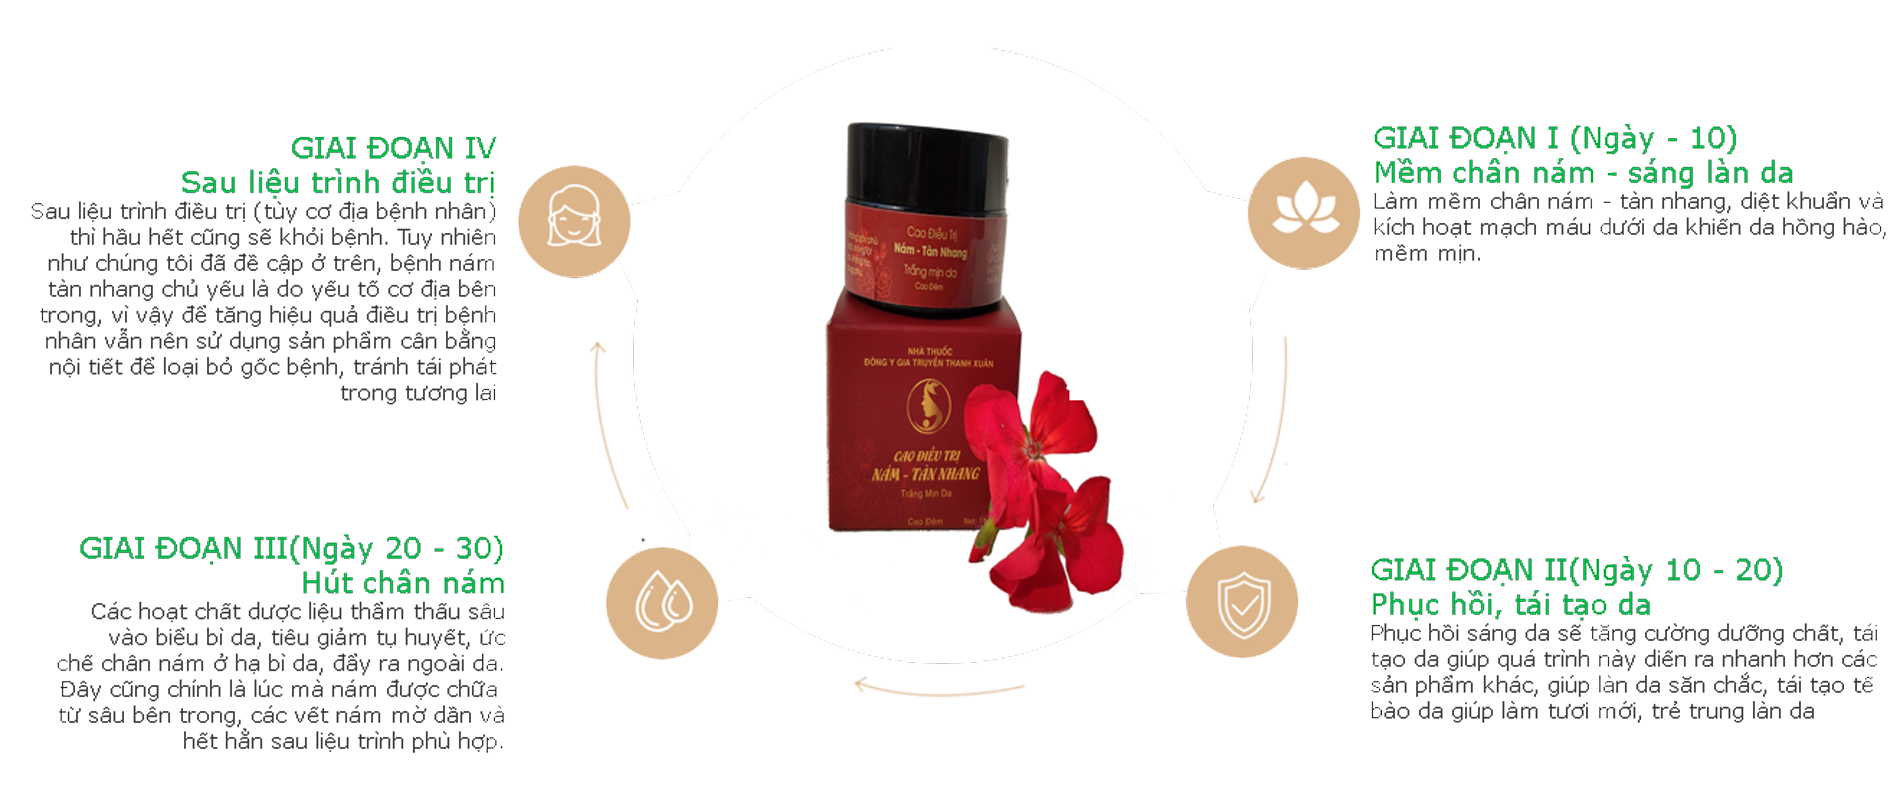 GIAI ĐOẠN I (Ngày - 10)
Mềm chân nám - sáng làn da
Làm mềm chân nám - tàn nhang, diệt khuẩn và
kích hoạt mạch máu dưới da khiến da hồng hào,
mềm mịn.
GIAI ĐOẠN II(Ngày 10 - 20)
Phục hồi, tái tạo da
Phục hồi sáng da sẽ tăng cường dưỡng chất, tái
tạo da giúp quá trình này diễn ra nhanh hơn các
sản phẩm khác, giúp làn da săn chắc, tái tạo tế
bào da giúp làm tươi mới, trẻ trung làn da
GIAI ĐOẠN III(Ngày 20 - 30)
Hút chân nám
Các hoạt chất dược liệu thẩm thấu sâu
vào biểu bì da, tiêu giảm tụ huyết, ức
chế chân nám ở hạ bì da, đẩy ra ngoài da.
Đây cũng chính là lúc mà nám được chữa
từ sâu bên trong, các vết nám mờ dần và
hết hẳn sau liệu trình phù hợp.
GIAI ĐOẠN IV
Sau liệu trình điều trị
Sau liệu trình điều trị (tùy cơ địa bệnh nhân)
thì hầu hết cũng sẽ khỏi bệnh. Tuy nhiên
như chúng tôi đã đề cập ở trên, bệnh nám
tàn nhang chủ yếu là do yếu tố cơ địa bên
trong, vì vậy để tăng hiệu quả điều trị bệnh
nhân vẫn nên sử dụng sản phẩm cân bằng
nội tiết để loại bỏ gốc bệnh, tránh tái phát
trong tương lai
Cao Điều Trị
Nám - Tàn Nhang
Trắng mịn da
Cao Đêm
NHÀ THUỐC
ĐÔNG Y GIA TRUYỀN THANH XUÂN
CAO ĐIỀU TRỊ
NÁM - TÀN NHANG
Trắng Mịn Da
Cao Đêm
Net: